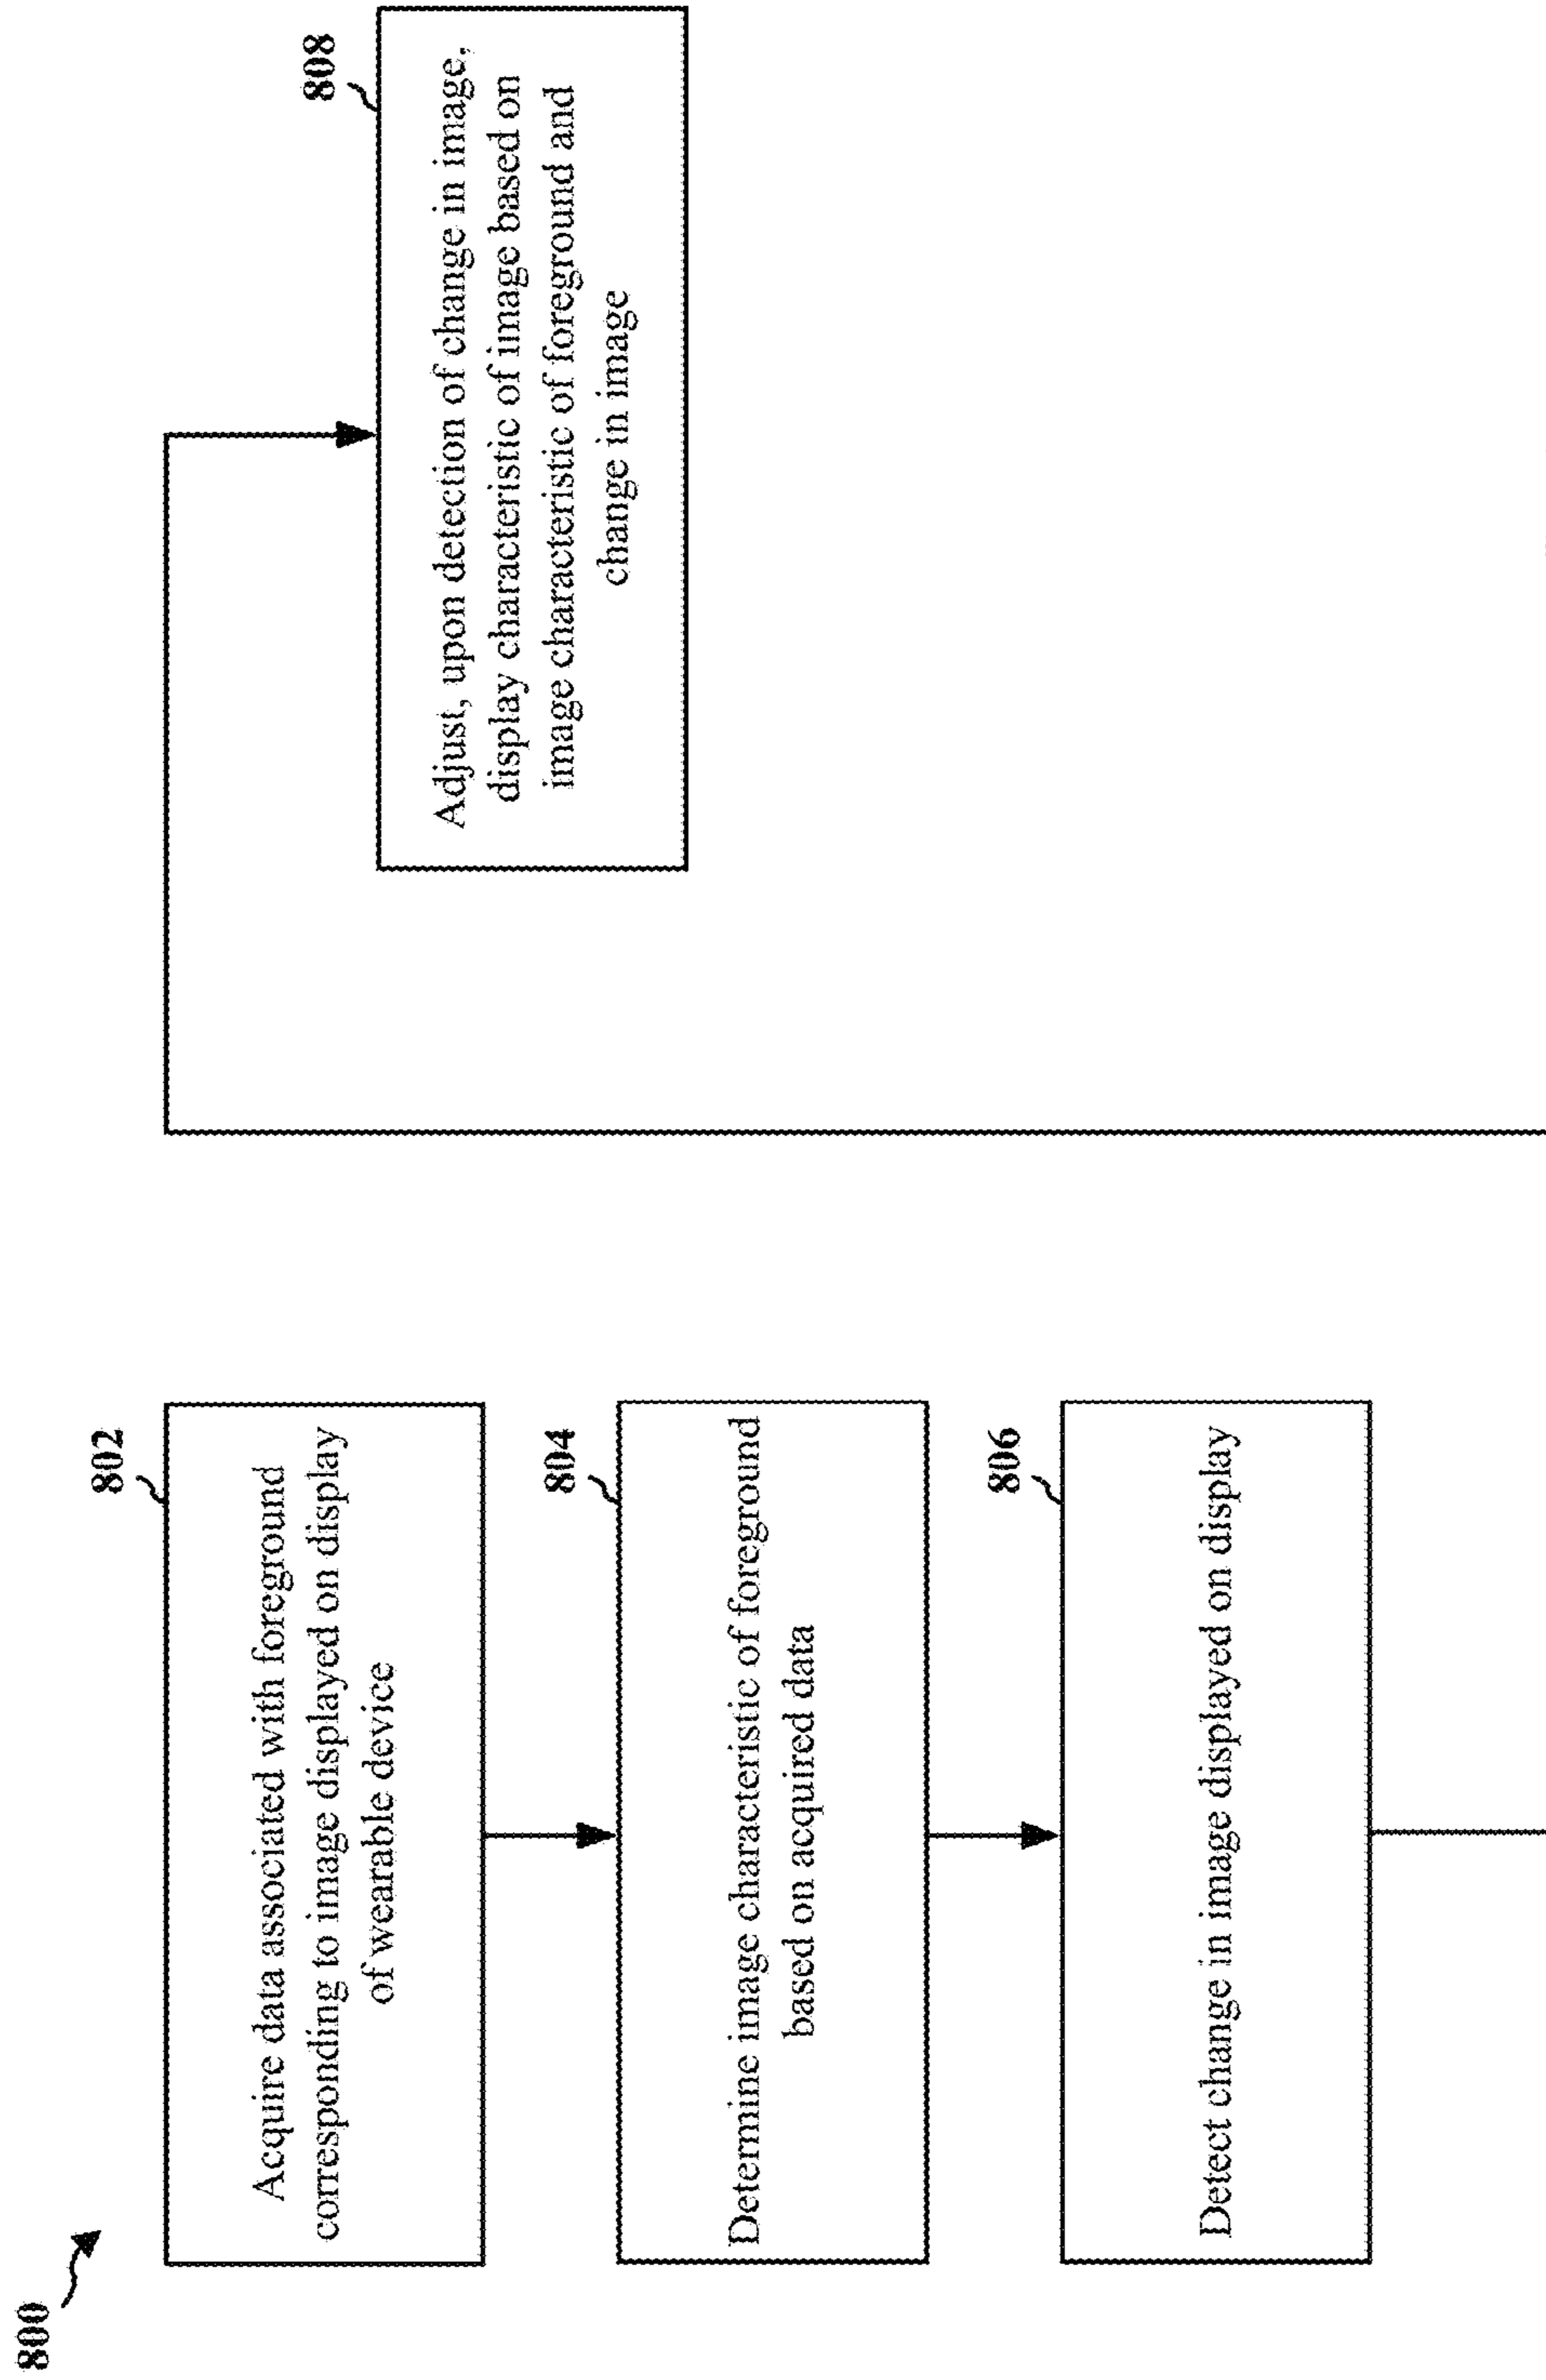 800
802
Acquire data associated with foreground
corresponding to image displayed on display
of wearable device
804
Determine image characteristic of foreground
based on acquired data
806
Detect change in image displayed on display
808
Adjust, upon detection of change in image,
display characteristic of image based on
image characteristic of foreground and
change in image